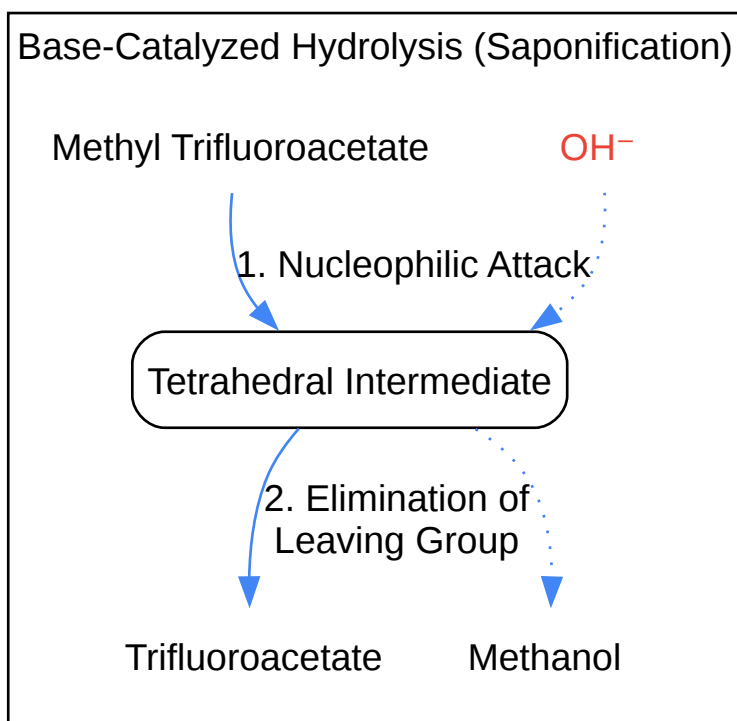 Base-Catalyzed Hydrolysis (Saponification)
Methyl Trifluoroacetate OH⁻
1. Nucleophilic Attack
Tetrahedral Intermediate
2. Elimination of
Leaving Group
Trifluoroacetate Methanol